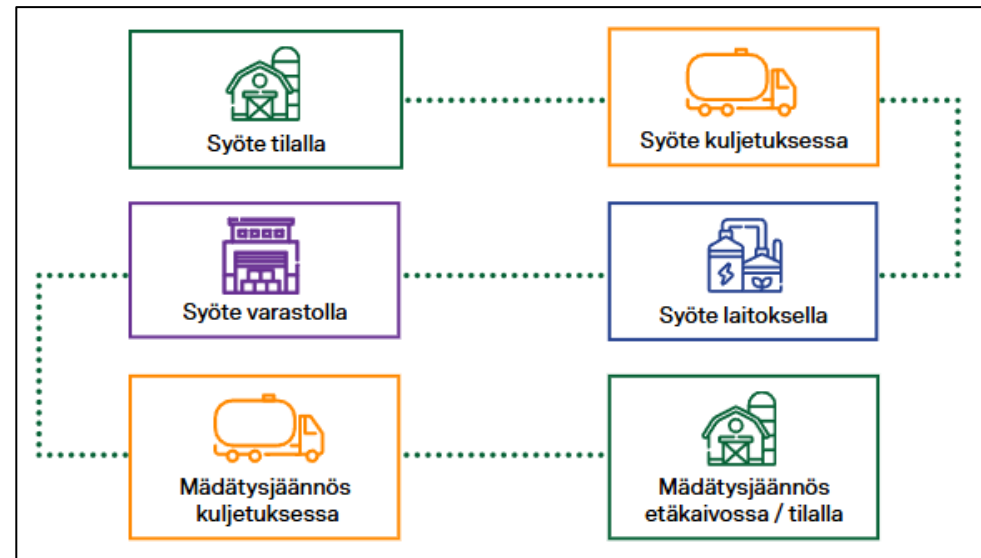 Syöte tilalla
Syöte kuljetuksessa
Syöte varastolla
Syöte laitoksella
Mädätysjäännös
kuljetuksessa
Mädätysjäännös
etäkaivossa / tilalla